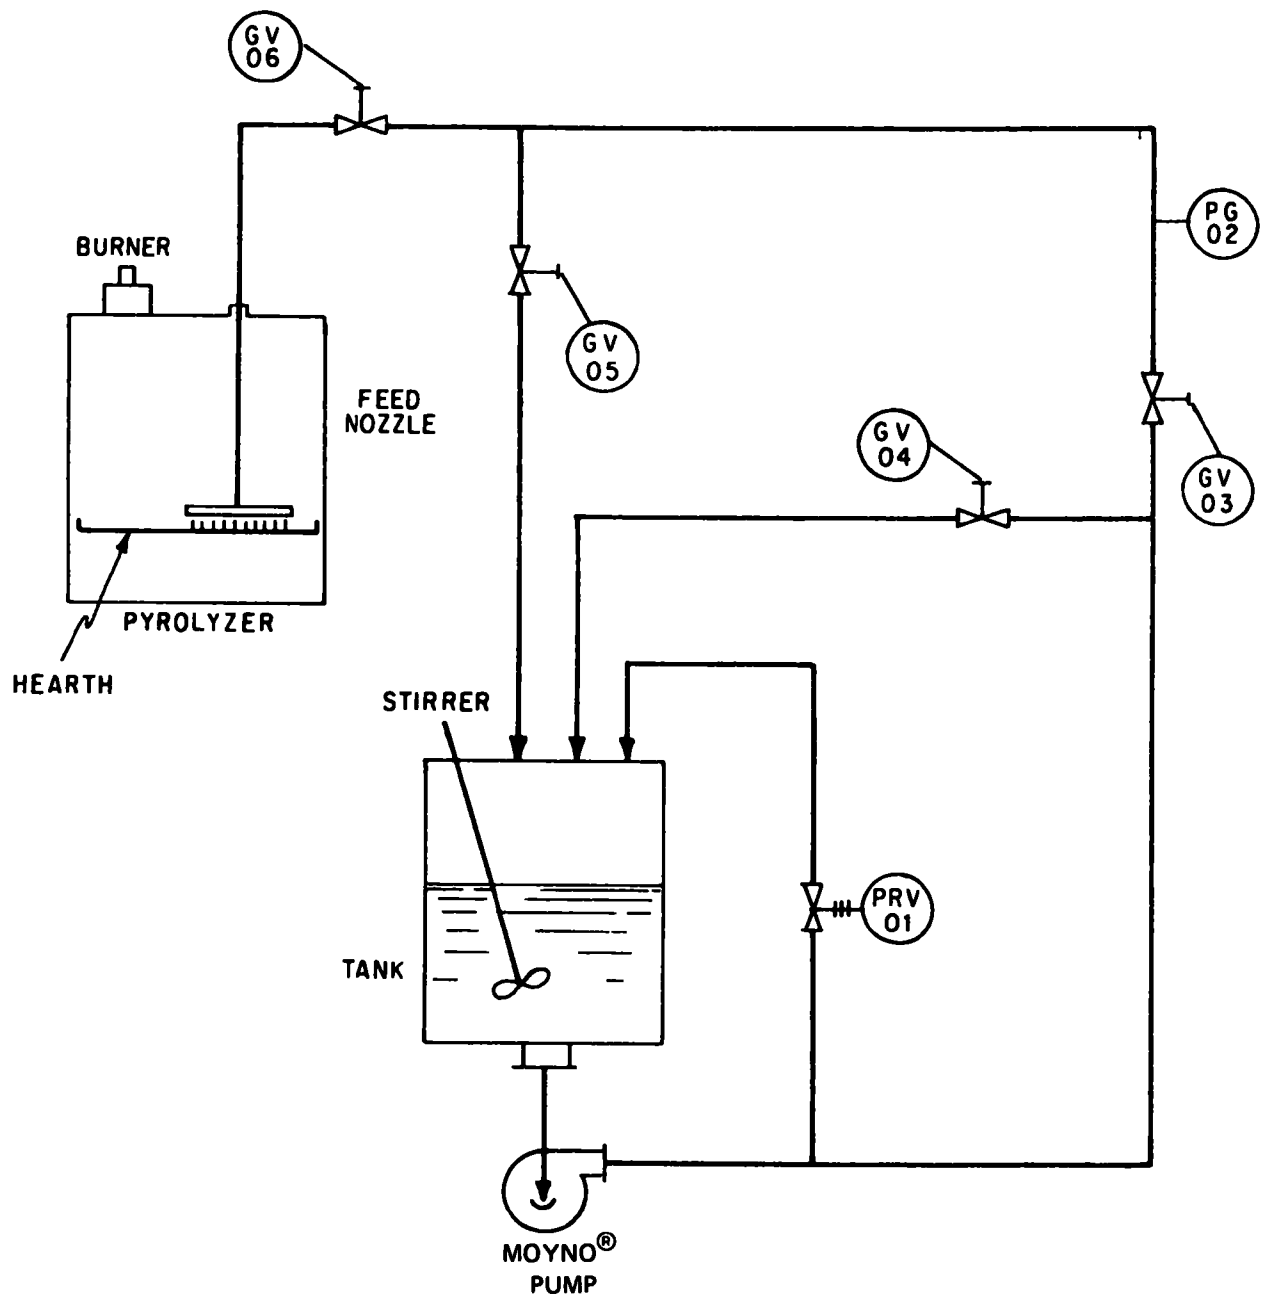 GV
06
BURNER
PG
02
GV
05
FEED
NOZZLE
GV
04
GV
03
PYROLYZER
HEARTH
STIRRER
PRV
01
TANK
MOYNO®
PUMP